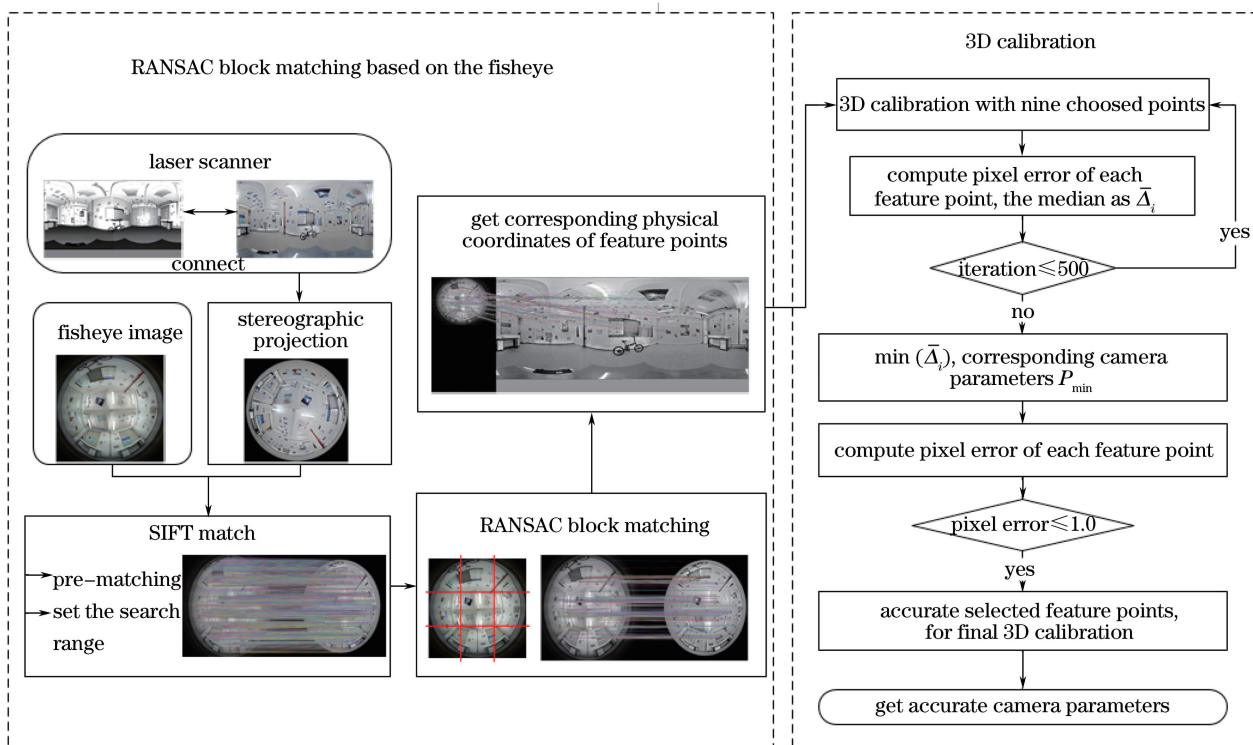 RANSAC block matching based on the fisheye
laser scanner
connect
fisheye image
stereographic
projection
SIFT match
pre-matching
set the search
range
RANSAC block matching
get corresponding physical
coordinates of feature points
3D calibration
3D calibration with nine choosed points
compute pixel error of each
feature point, the median as Δ̄ᵢ
iteration≤500
yes
no
min (Δ̄ᵢ), corresponding camera
parameters P_min
compute pixel error of each feature point
pixel error≤1.0
yes
accurate selected feature points,
for final 3D calibration
get accurate camera parameters